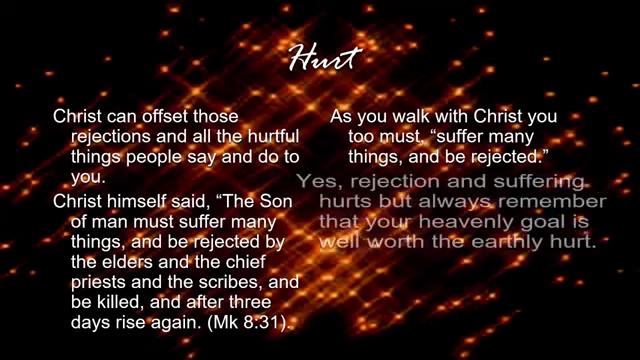 Hurt
Christ can offset those
rejections and all the hurtful
things people say and do to
you.
Christ himself said, “The Son
of man must suffer many
things, and be rejected by
the elders and the chief
priests and the scribes, and
be killed, and after three
days rise again. (Mk 8:31).
As you walk with Christ you
too must, “suffer many
things, and be rejected.”
Yes, rejection and suffering
hurts but always remember
that your heavenly goal is
well worth the earthly hurt.